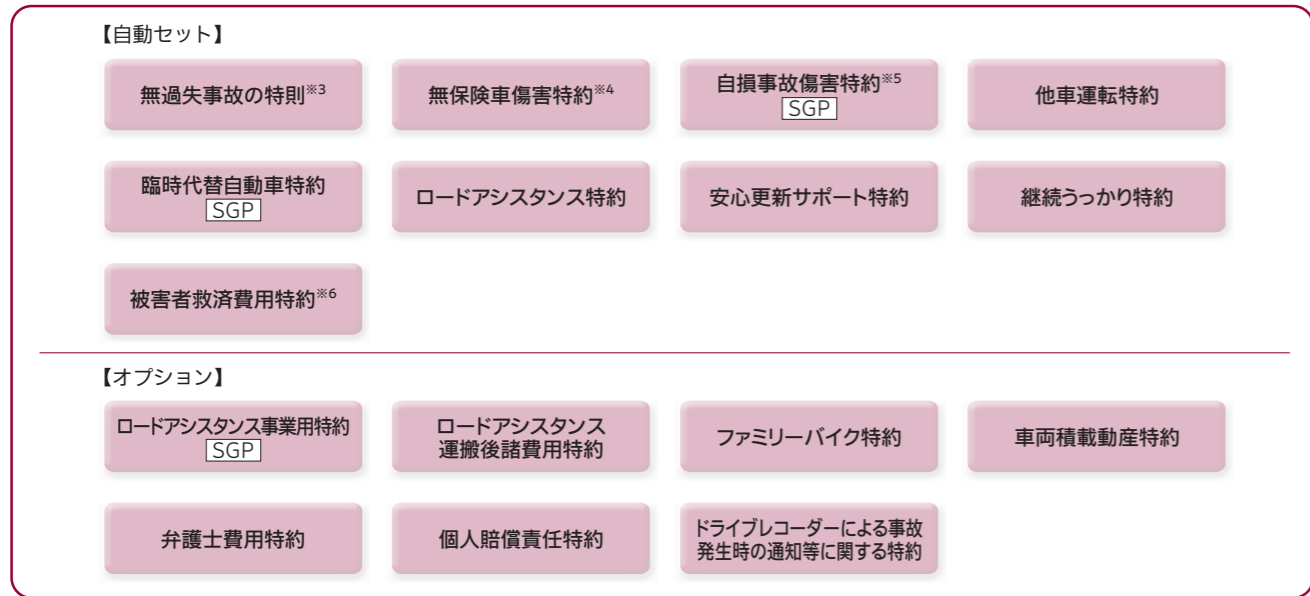 【自動セット】
無過失事故の特則※3
無保険車傷害特約※4
自損事故傷害特約※5
SGP
他車運転特約
臨時代替自動車特約
SGP
ロードアシスタンス特約
安心更新サポート特約
継続うっかり特約
被害者救済費用特約※6
【オプション】
ロードアシスタンス事業用特約
SGP
ロードアシスタンス
運搬後諸費用特約
ファミリーバイク特約
車両積載動産特約
弁護士費用特約
個人賠償責任特約
ドライブレコーダーによる事故
発生時の通知等に関する特約